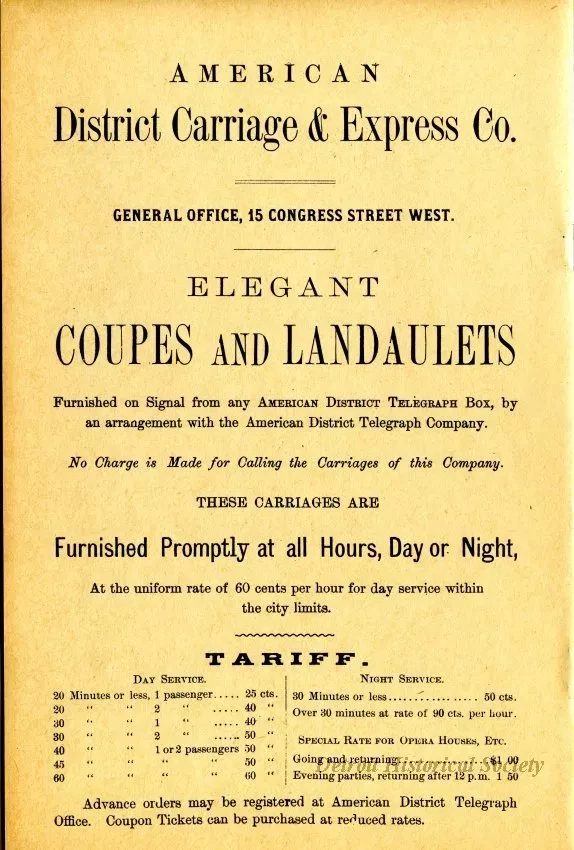 AMERICAN
District Carriage & Express Co.
GENERAL OFFICE, 15 CONGRESS STREET WEST.
ELEGANT
COUPES AND LANDAULETS
Furnished on Signal from any AMERICAN DISTRICT TELEGRAPH BOX, by
an arrangement with the American District Telegraph Company.
No Charge is Made for Calling the Carriages of this Company.
THESE CARRIAGES ARE
Furnished Promptly at all Hours, Day or Night,
At the uniform rate of 60 cents per hour for day service within
the city limits.
TARIFF.
DAY SERVICE.
20 Minutes or less, 1 passenger..... 25 cts.
20 " " 2 " ..... 40 "
30 " " 1 " ..... 40 "
30 " " 2 " ..... 50 "
40 " " 1 or 2 passengers 50 "
45 " " " " 50 "
60 " " " " 60 "
NIGHT SERVICE.
30 Minutes or less.................. 50 cts.
Over 30 minutes at rate of 90 cts. per hour.
SPECIAL RATE FOR OPERA HOUSES, ETC.
Going and returning.................. $1 00
Evening parties, returning after 12 p.m. 1 50
Detroit Historical Society
Advance orders may be registered at American District Telegraph
Office. Coupon Tickets can be purchased at reduced rates.